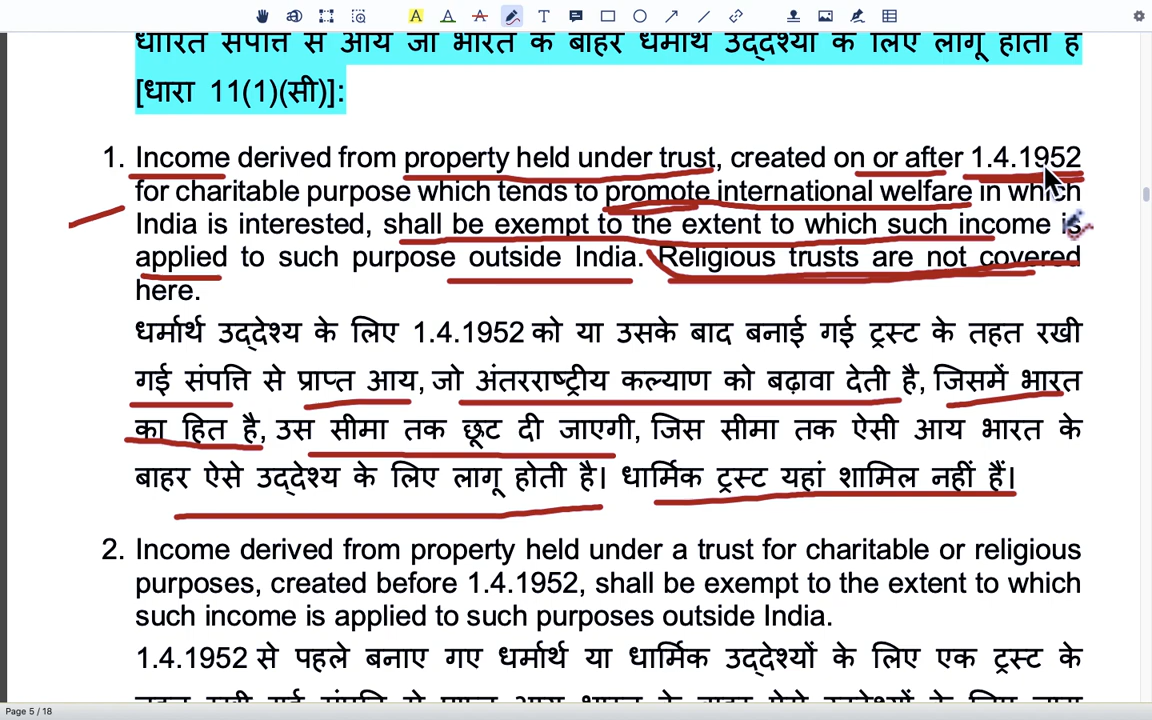 धारित संपत्ति से आय जो भारत के बाहर धर्मार्थ उद्देश्यों के लिए लागू होती है
[धारा 11(1)(सी)]:
1. Income derived from property held under trust, created on or after 1.4.1952
for charitable purpose which tends to promote international welfare in which
India is interested, shall be exempt to the extent to which such income is
applied to such purpose outside India. Religious trusts are not covered
here.
धर्मार्थ उद्देश्य के लिए 1.4.1952 को या उसके बाद बनाई गई ट्रस्ट के तहत रखी
गई संपत्ति से प्राप्त आय, जो अंतरराष्ट्रीय कल्याण को बढ़ावा देती है, जिसमें भारत
का हित है, उस सीमा तक छूट दी जाएगी, जिस सीमा तक ऐसी आय भारत के
बाहर ऐसे उद्देश्य के लिए लागू होती है। धार्मिक ट्रस्ट यहां शामिल नहीं हैं।
2. Income derived from property held under a trust for charitable or religious
purposes, created before 1.4.1952, shall be exempt to the extent to which
such income is applied to such purposes outside India.
1.4.1952 से पहले बनाए गए धर्मार्थ या धार्मिक उद्देश्यों के लिए एक ट्रस्ट के
Page 5 / 18